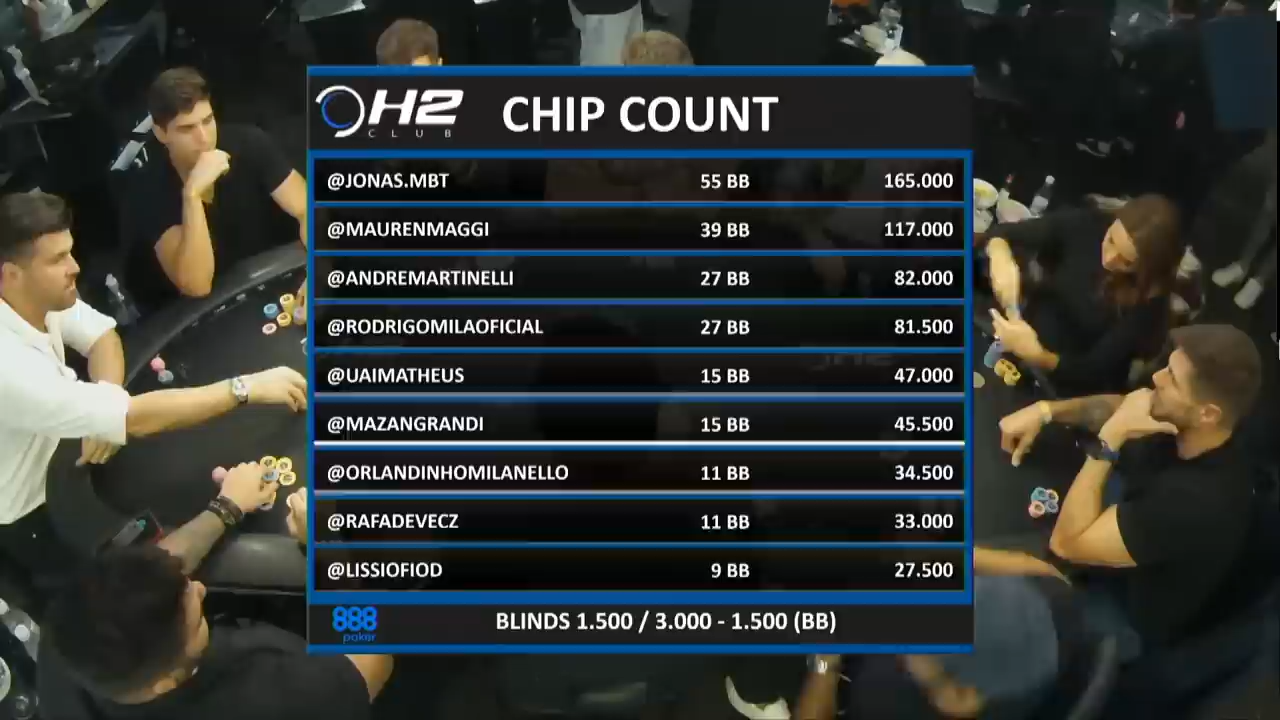 H2 CLUB CHIP COUNT
@JONAS.MBT 55 BB 165.000
@MAURENMAGGI 39 BB 117.000
@ANDREMARTINELLI 27 BB 82.000
@RODRIGOMILAOFICIAL 27 BB 81.500
@UAIMATHEUS 15 BB 47.000
@MAZANGRANDI 15 BB 45.500
@ORLANDINHOMILANELLO 11 BB 34.500
@RAFADEVECZ 11 BB 33.000
@LISSIOFIOD 9 BB 27.500
888 poker BLINDS 1.500 / 3.000 - 1.500 (BB)